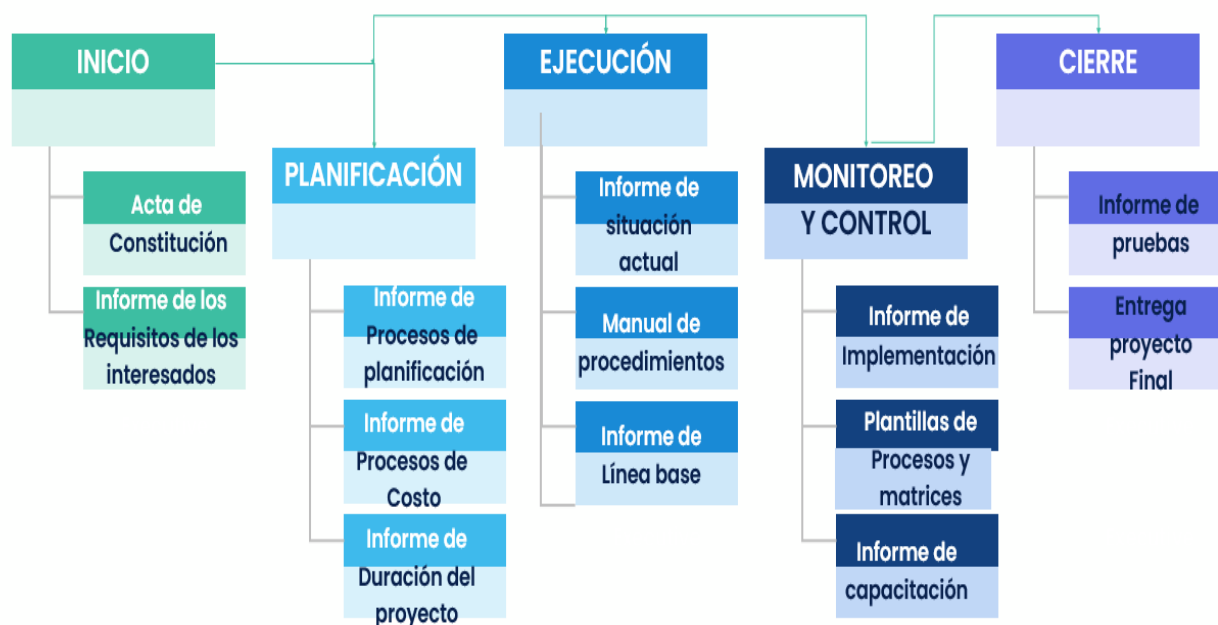 INICIO
Acta de
Constitución
Informe de los
Requisitos de los
interesados
PLANIFICACIÓN
Informe de
Procesos de
planificación
Informe de
Procesos de
Costo
Informe de
Duración del
proyecto
EJECUCIÓN
Informe de
situación
actual
Manual de
procedimientos
Informe de
Línea base
MONITOREO
Y CONTROL
Informe de
Implementación
Plantillas de
Procesos y
matrices
Informe de
capacitación
CIERRE
Informe de
pruebas
Entrega
proyecto
Final